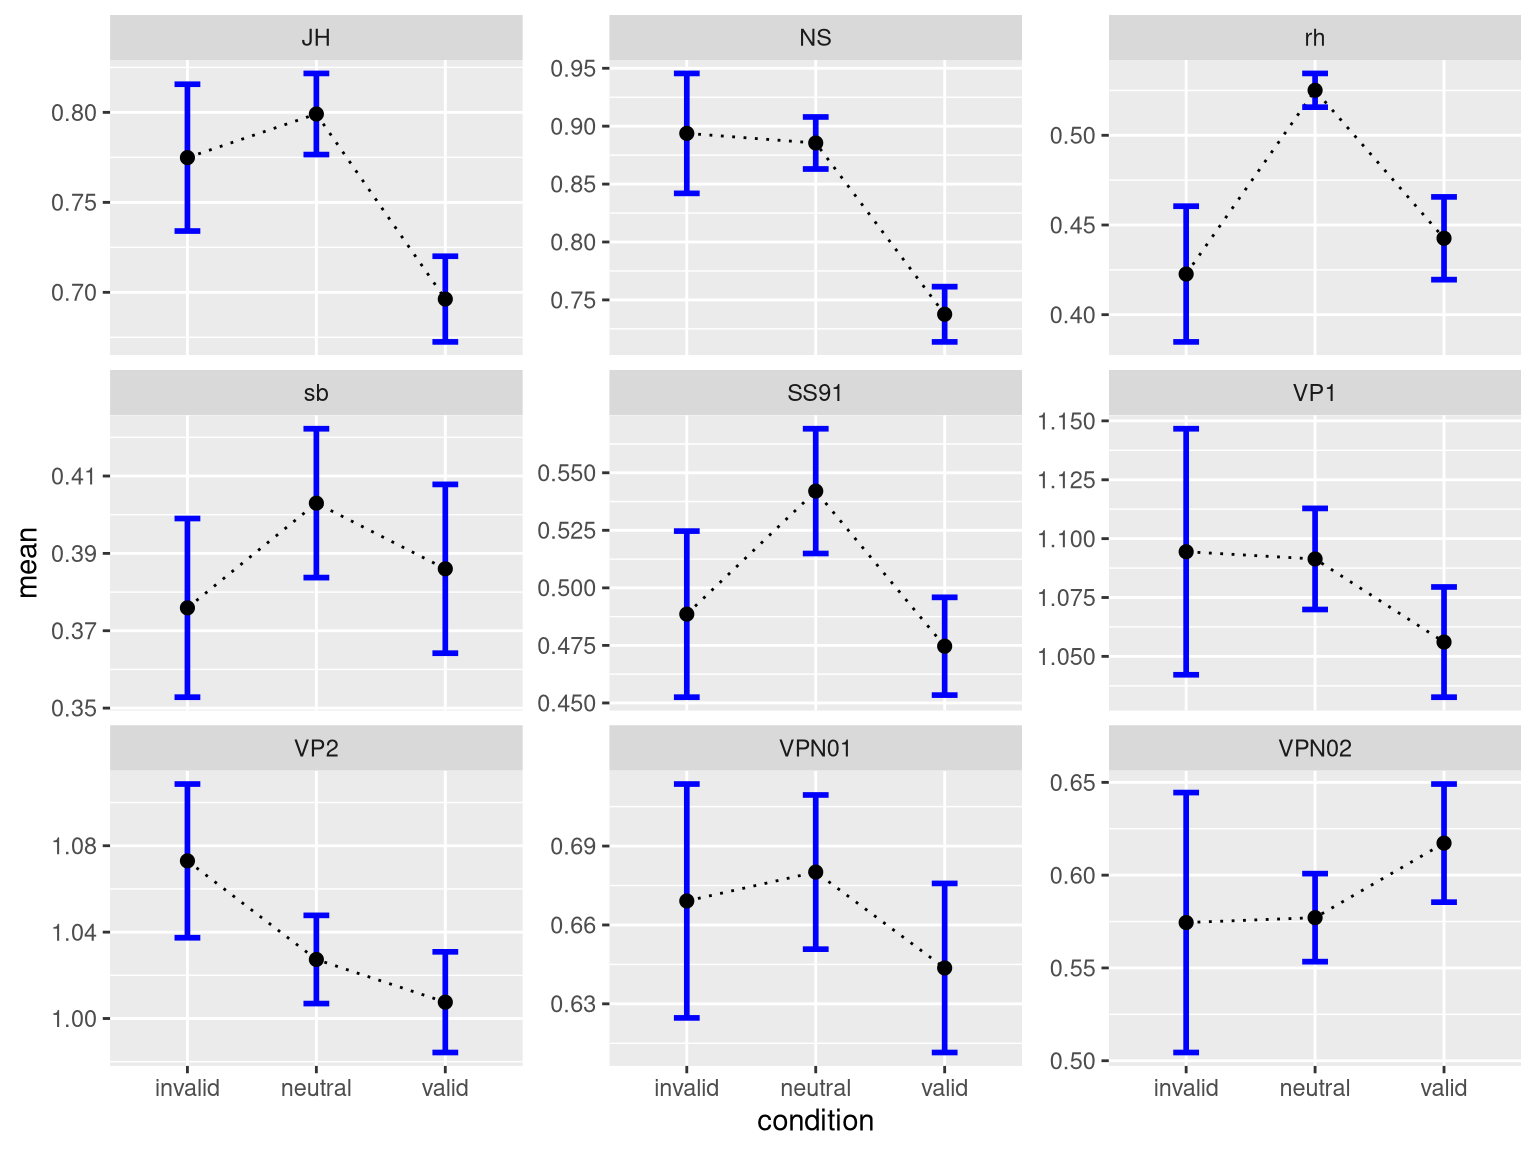 JH
NS
rh
0.80
0.75
0.70
0.95
0.90
0.85
0.80
0.75
0.50
0.45
0.40
sb
SS91
VP1
0.41
0.39
0.37
0.35
0.550
0.525
0.500
0.475
0.450
1.150
1.125
1.100
1.075
1.050
mean
VP2
VPN01
VPN02
1.08
1.04
1.00
0.69
0.66
0.63
0.65
0.60
0.55
0.50
invalid neutral valid
invalid neutral valid
invalid neutral valid
condition